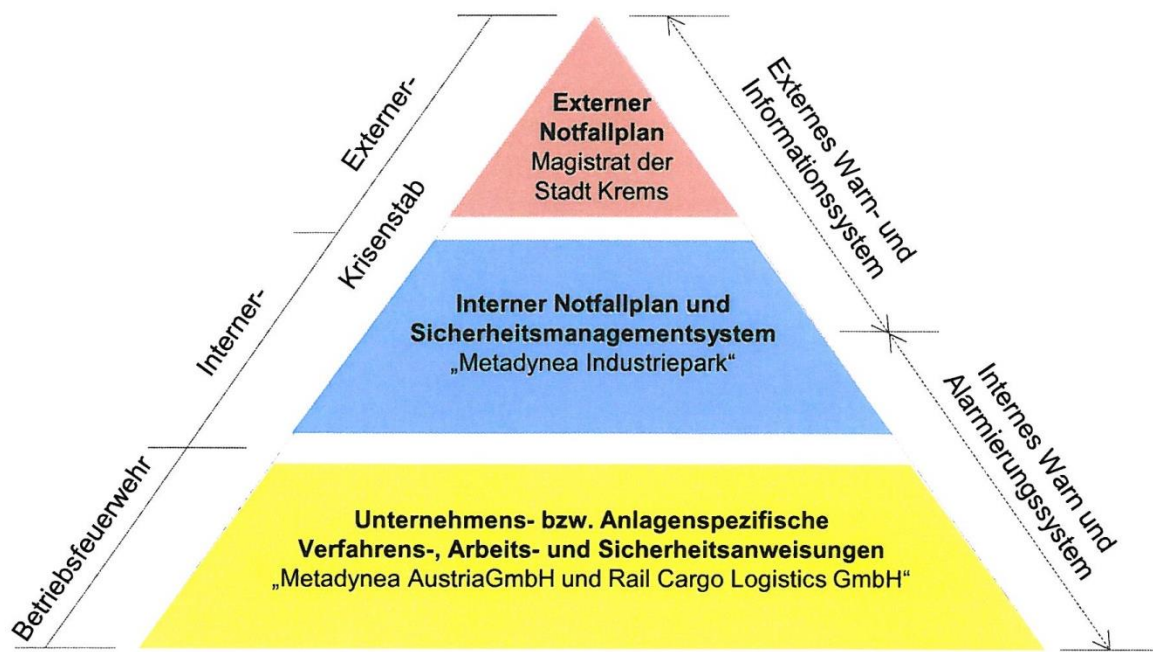 Externer
Notfallplan
Magistrat der
Stadt Krems
Interner Notfallplan und
Sicherheitsmanagementsystem
„Metadynea Industriepark“
Unternehmens- bzw. Anlagenspezifische
Verfahrens-, Arbeits- und Sicherheitsanweisungen
„Metadynea AustriaGmbH und Rail Cargo Logistics GmbH“
Externer-
Interner-
Krisenstab
Betriebsfeuerwehr
Externes Warn- und
Informationssystem
Internes Warn und
Alarmierungssystem